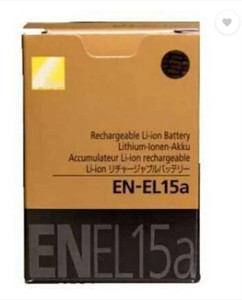 Rechargeable Li-ion Battery
Lithium-Ionen-Akku
Accumulateur Li-ion rechargeable
Li-ion リチャージャブルバッテリー
EN-EL15a
ENEL15a